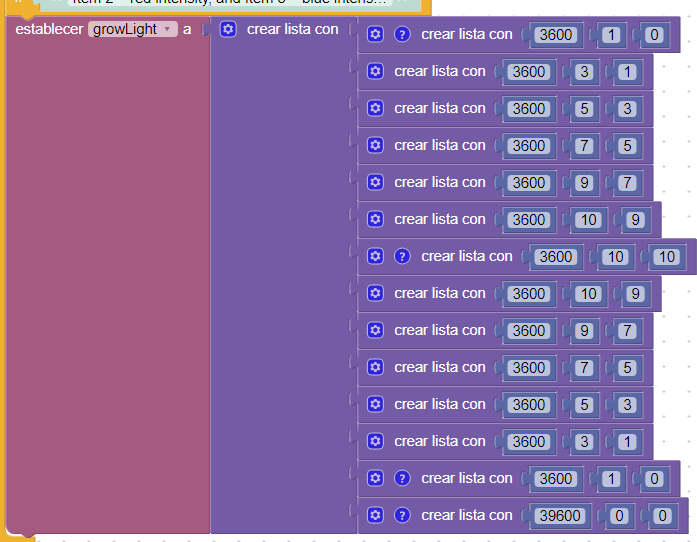 Item 2 = red intensity, and Item 3 = blue intens...
establecer growLight a crear lista con crear lista con 3600 1 0
crear lista con 3600 3 1
crear lista con 3600 5 3
crear lista con 3600 7 5
crear lista con 3600 9 7
crear lista con 3600 10 9
crear lista con 3600 10 10
crear lista con 3600 10 9
crear lista con 3600 9 7
crear lista con 3600 7 5
crear lista con 3600 5 3
crear lista con 3600 3 1
crear lista con 3600 1 0
crear lista con 39600 0 0